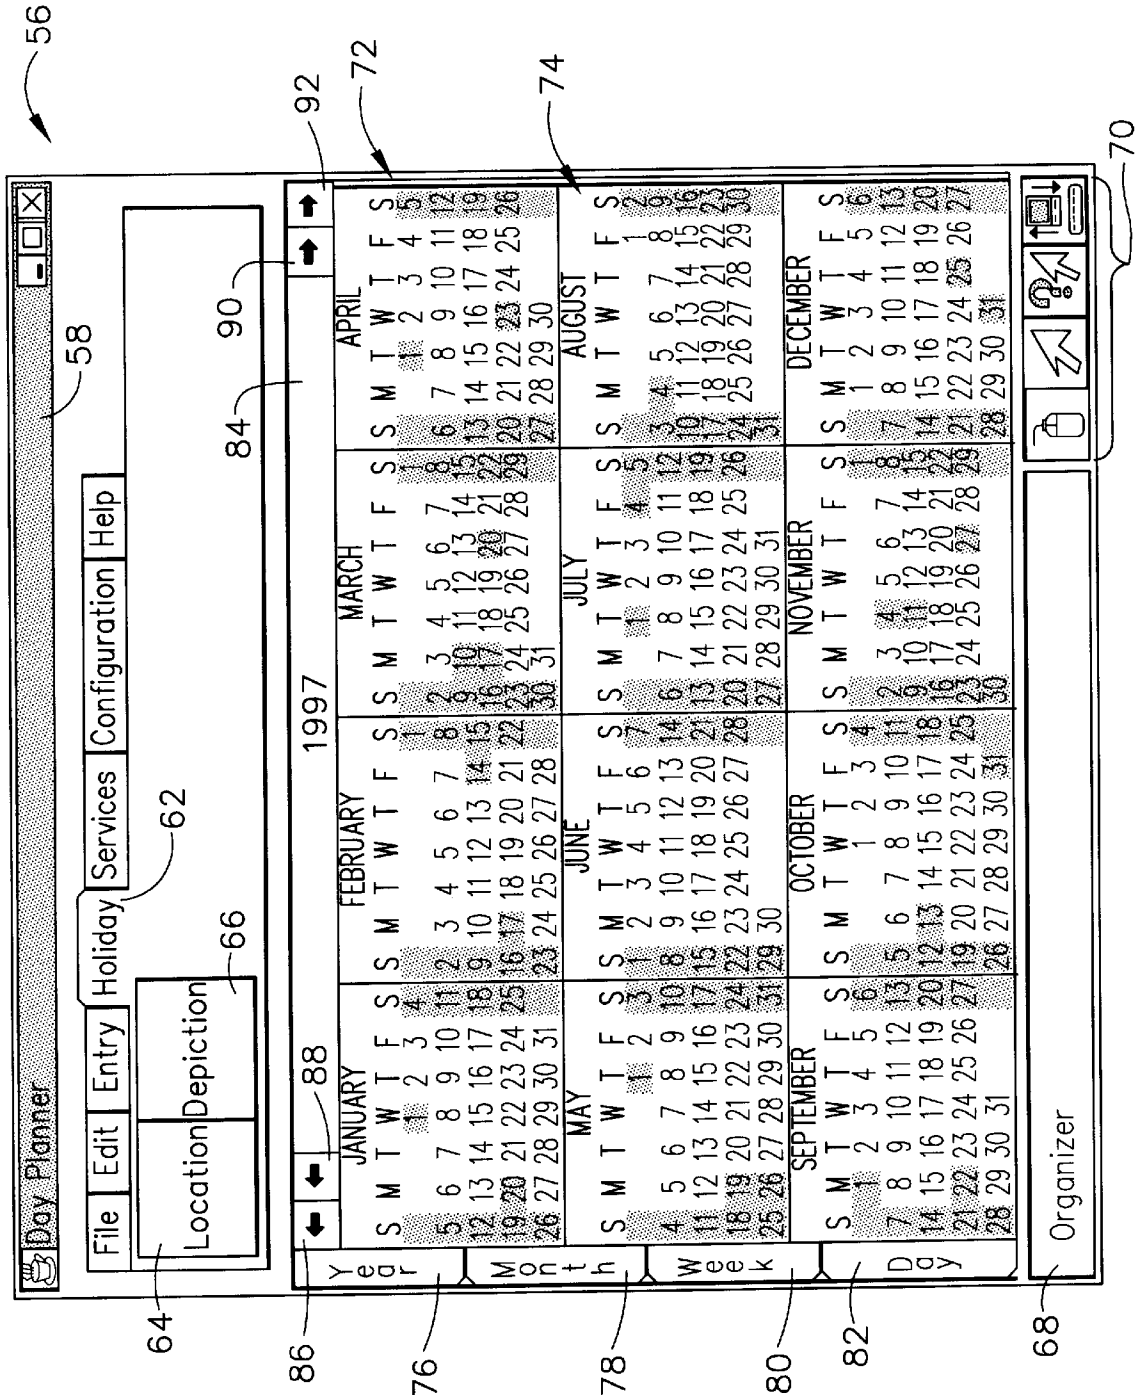 56
Day Planner
58
File Edit Entry Holiday Services Configuration Help
Location Depiction
64
66
62
84
90
92
86
88
1997
72
JANUARY
S M T W T F S
1 2 3 4
5 6 7 8 9 10 11
12 13 14 15 16 17 18
19 20 21 22 23 24 25
26 27 28 29 30 31
FEBRUARY
S M T W T F S
1
2 3 4 5 6 7 8
9 10 11 12 13 14 15
16 17 18 19 20 21 22
23 24 25 26 27 28
MARCH
S M T W T F S
1
2 3 4 5 6 7 8
9 10 11 12 13 14 15
16 17 18 19 20 21 22
23 24 25 26 27 28 29
30 31
APRIL
S M T W T F S
1 2 3 4 5
6 7 8 9 10 11 12
13 14 15 16 17 18 19
20 21 22 23 24 25 26
27 28 29 30
Year
76
74
MAY
S M T W T F S
1 2 3
4 5 6 7 8 9 10
11 12 13 14 15 16 17
18 19 20 21 22 23 24
25 26 27 28 29 30 31
JUNE
S M T W T F S
1 2 3 4 5 6 7
8 9 10 11 12 13 14
15 16 17 18 19 20 21
22 23 24 25 26 27 28
29 30
JULY
S M T W T F S
1 2 3 4 5
6 7 8 9 10 11 12
13 14 15 16 17 18 19
20 21 22 23 24 25 26
27 28 29 30 31
AUGUST
S M T W T F S
1 2
3 4 5 6 7 8 9
10 11 12 13 14 15 16
17 18 19 20 21 22 23
24 25 26 27 28 29 30
31
Month
78
Week
80
SEPTEMBER
S M T W T F S
1 2 3 4 5 6
7 8 9 10 11 12 13
14 15 16 17 18 19 20
21 22 23 24 25 26 27
28 29 30 31
OCTOBER
S M T W T F S
1 2 3 4
5 6 7 8 9 10 11
12 13 14 15 16 17 18
19 20 21 22 23 24 25
26 27 28 29 30 31
NOVEMBER
S M T W T F S
1
2 3 4 5 6 7 8
9 10 11 12 13 14 15
16 17 18 19 20 21 22
23 24 25 26 27 28 29
30
DECEMBER
S M T W T F S
1 2 3 4 5 6
7 8 9 10 11 12 13
14 15 16 17 18 19 20
21 22 23 24 25 26 27
28 29 30 31
Day
82
Organizer
?
68
70